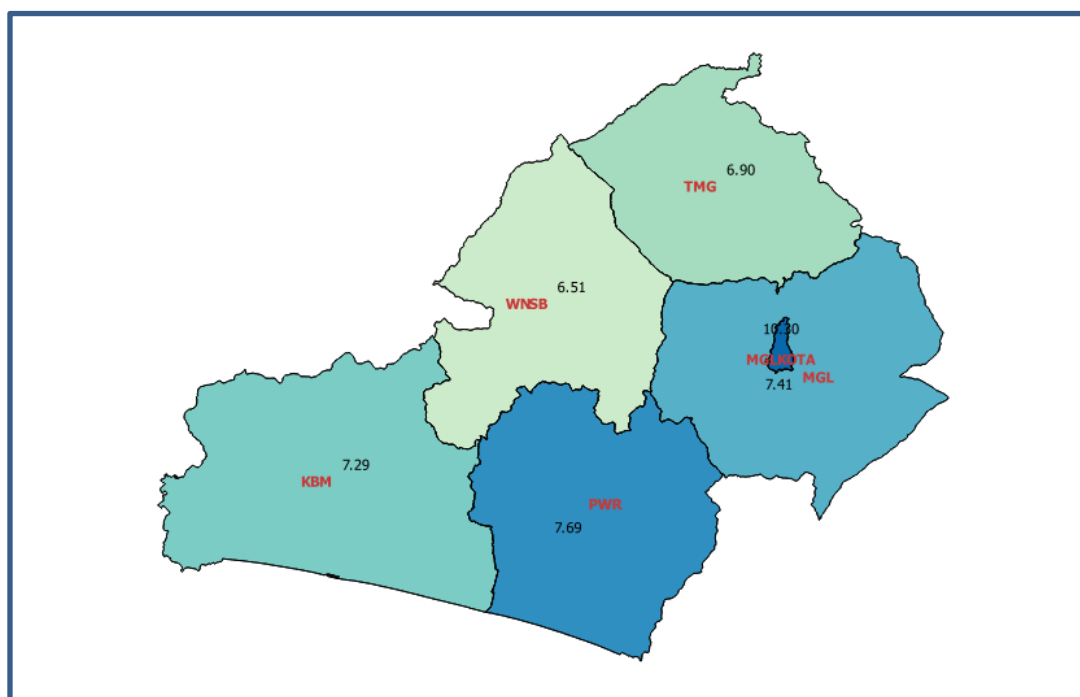 6.90
TMG
6.51
WNSB
10.30
MGLKOTA
MGL
7.41
7.29
KBM
PWR
7.69